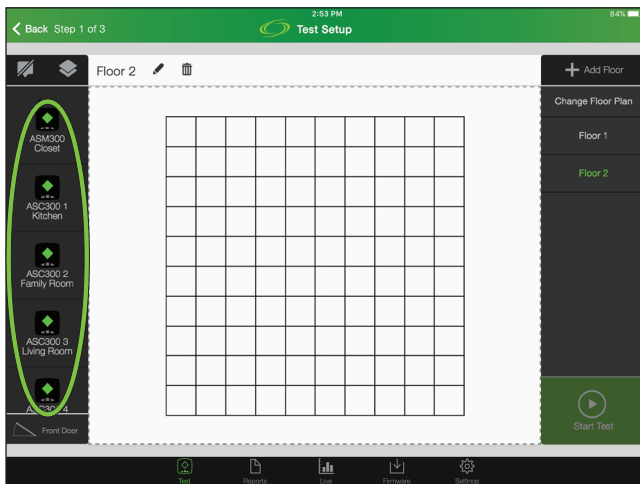 2:53 PM
84%
Back Step 1 of 3
Test Setup
Floor 2
Add Floor
Change Floor Plan
Floor 1
Floor 2
ASM300
Closet
ASC300 1
Kitchen
ASC300 2
Family Room
ASC300 3
Living Room
Front Door
Start Test
Test
Reports
Live
Firmware
Settings